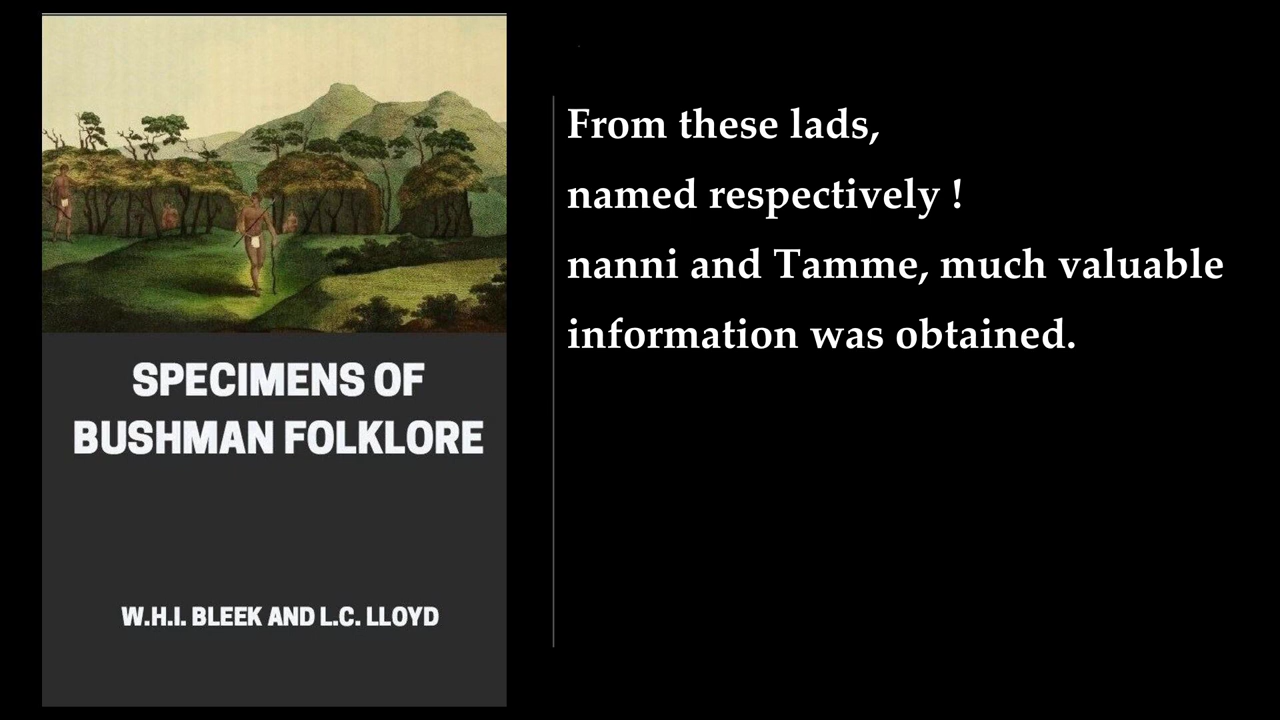 SPECIMENS OF
BUSHMAN FOLKLORE
W.H.I. BLEEK AND L.C. LLOYD
From these lads,
named respectively !
nanni and Tamme, much valuable
information was obtained.